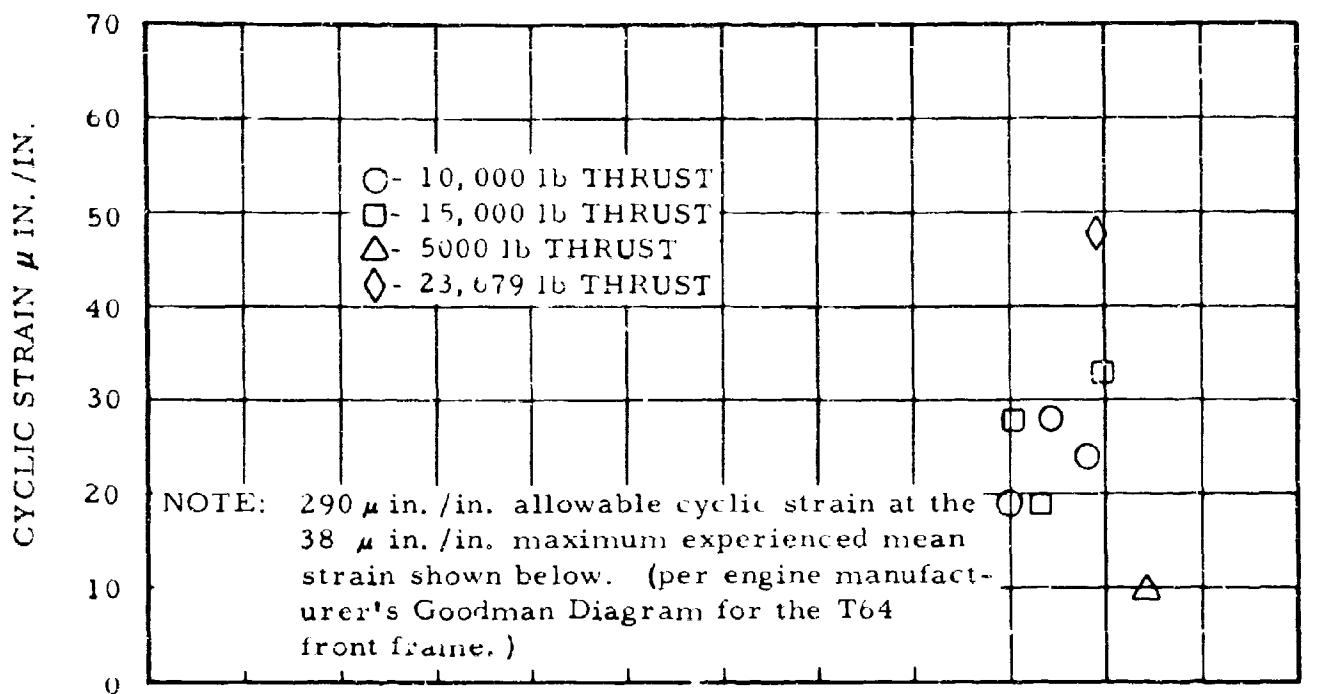 70
60
50
40
30
20
10
0
CYCLIC STRAIN μ IN./IN.
○- 10,000 lb THRUST
□- 15,000 lb THRUST
△- 5000 lb THRUST
◊- 23,679 lb THRUST
NOTE: 290 μ in./in. allowable cyclic strain at the
38 μ in./in. maximum experienced mean
strain shown below. (per engine manufact-
urer's Goodman Diagram for the T64
front frame.)